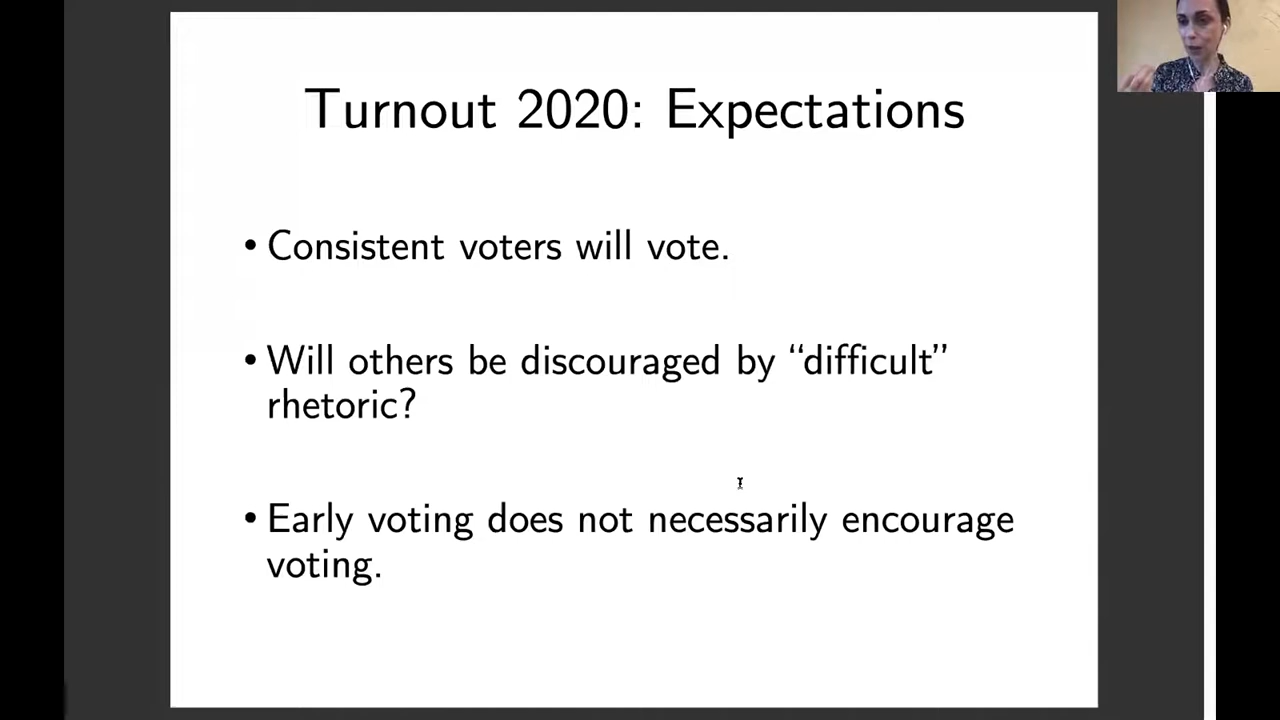 Turnout 2020: Expectations
• Consistent voters will vote.
• Will others be discouraged by “difficult”
rhetoric?
• Early voting does not necessarily encourage
voting.